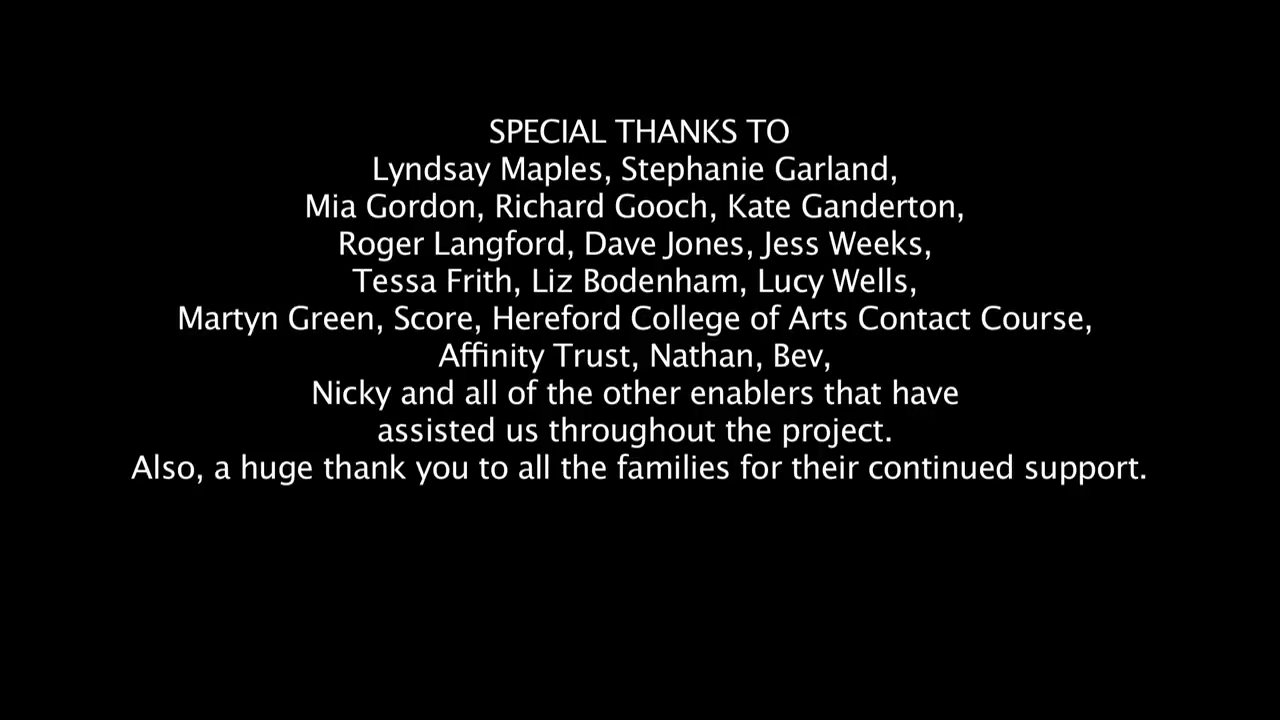 SPECIAL THANKS TO
Lyndsay Maples, Stephanie Garland,
Mia Gordon, Richard Gooch, Kate Ganderton,
Roger Langford, Dave Jones, Jess Weeks,
Tessa Frith, Liz Bodenham, Lucy Wells,
Martyn Green, Score, Hereford College of Arts Contact Course,
Affinity Trust, Nathan, Bev,
Nicky and all of the other enablers that have
assisted us throughout the project.
Also, a huge thank you to all the families for their continued support.